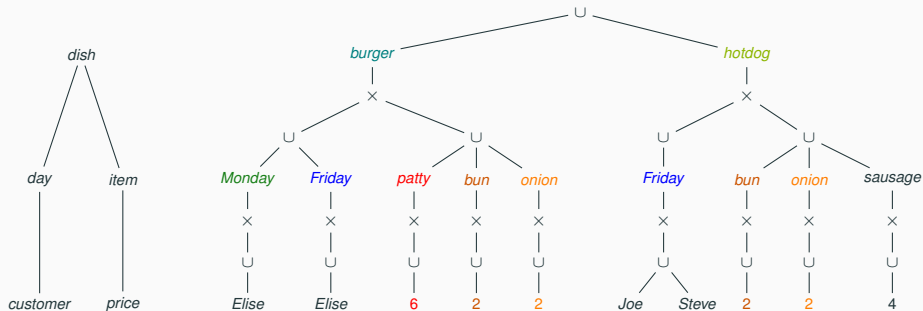 ∪
dish burger hotdog
× ×
∪ ∪ ∪ ∪
day item Monday Friday patty bun onion Friday bun onion sausage
× × × × × × × × ×
∪ ∪ ∪ ∪ ∪ ∪ ∪ ∪ ∪
customer price Elise Elise 6 2 2 Joe Steve 2 2 4